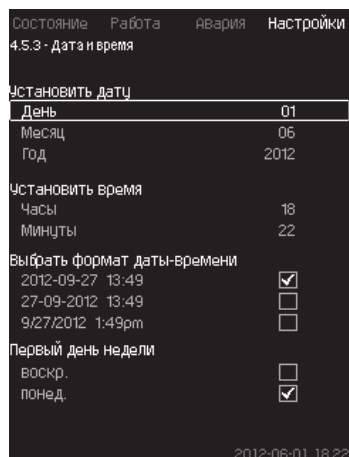 Состояние Работа Авария Настройки
4.5.3 - Дата и время
Установить дату
День 01
Месяц 06
Год 2012
Установить время
Часы 18
Минуты 22
Выбрать формат даты-времени
2012-09-27 13:49
27-09-2012 13:49
9/27/2012 1:49pm
Первый день недели
воскр.
понед.
2012-06-01 18:22